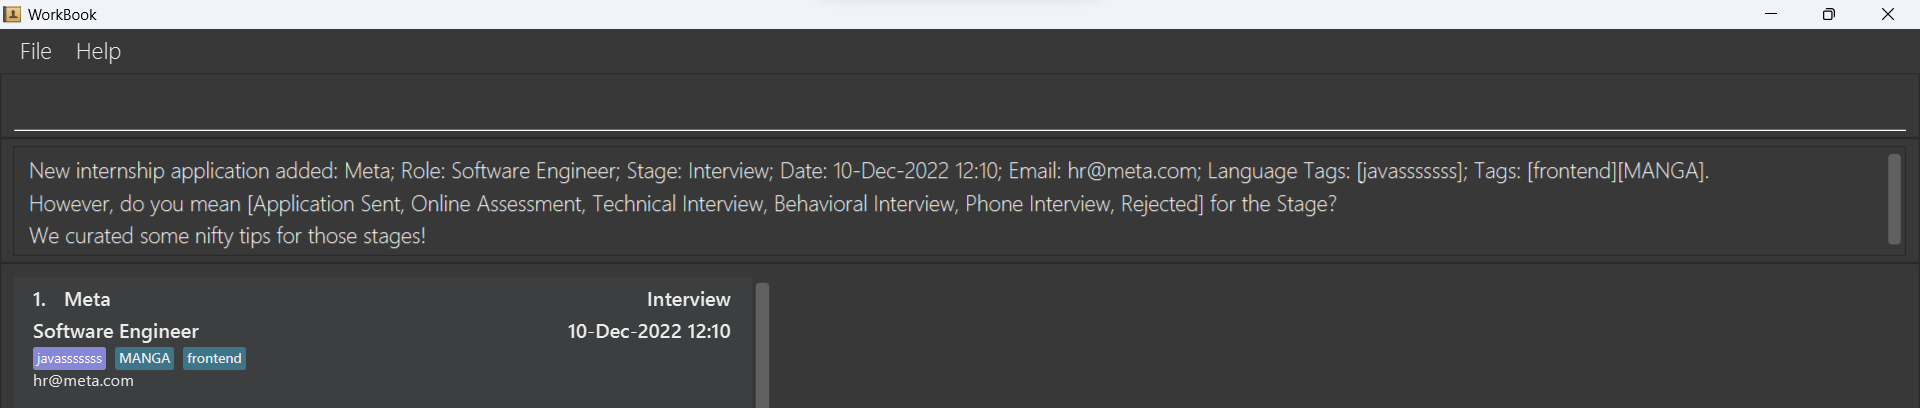 WorkBook
File Help
New internship application added: Meta; Role: Software Engineer; Stage: Interview; Date: 10-Dec-2022 12:10; Email: hr@meta.com; Language Tags: [javasssssss]; Tags: [frontend][MANGA].
However, do you mean [Application Sent, Online Assessment, Technical Interview, Behavioral Interview, Phone Interview, Rejected] for the Stage?
We curated some nifty tips for those stages!
1. Meta Interview
Software Engineer 10-Dec-2022 12:10
javasssssss MANGA frontend
hr@meta.com